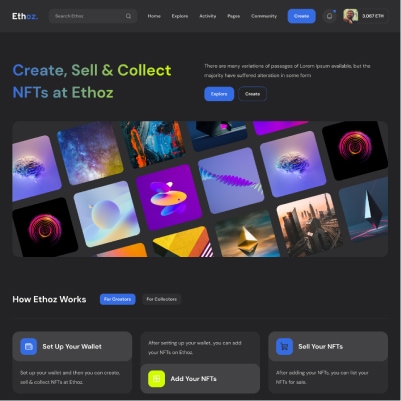 Ethoz.
Search Ethoz
Home
Explore
Activity
Pages
Community
Create
3.067 ETH
Create, Sell & Collect
NFTs at Ethoz
There are many variations of passages of Lorem Ipsum available, but the
majority have suffered alteration in some form
Explore
Create
How Ethoz Works
For Creators
For Collectors
Set Up Your Wallet
Set up your wallet and then you can create,
sell & collect NFTs at Ethoz.
After setting up your wallet, you can add
your NFTs on Ethoz.
Add Your NFTs
Sell Your NFTs
After adding your NFTs, you can list your
NFTs for sale.